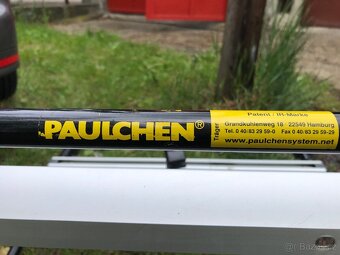 PAULCHEN®
Träger
Patent / IR-Marke
Grandkuhlenweg 18 - 22549 Hamburg
Tel. 0 40/83 29 59-0 Fax 0 40/83 29 59-29
www.paulchensystem.net